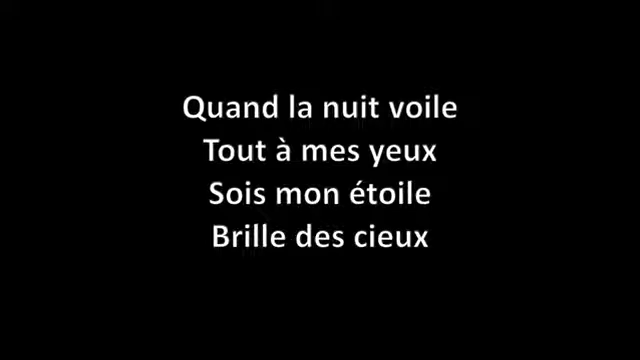 Quand la nuit voile
Tout à mes yeux
Sois mon étoile
Brille des cieux